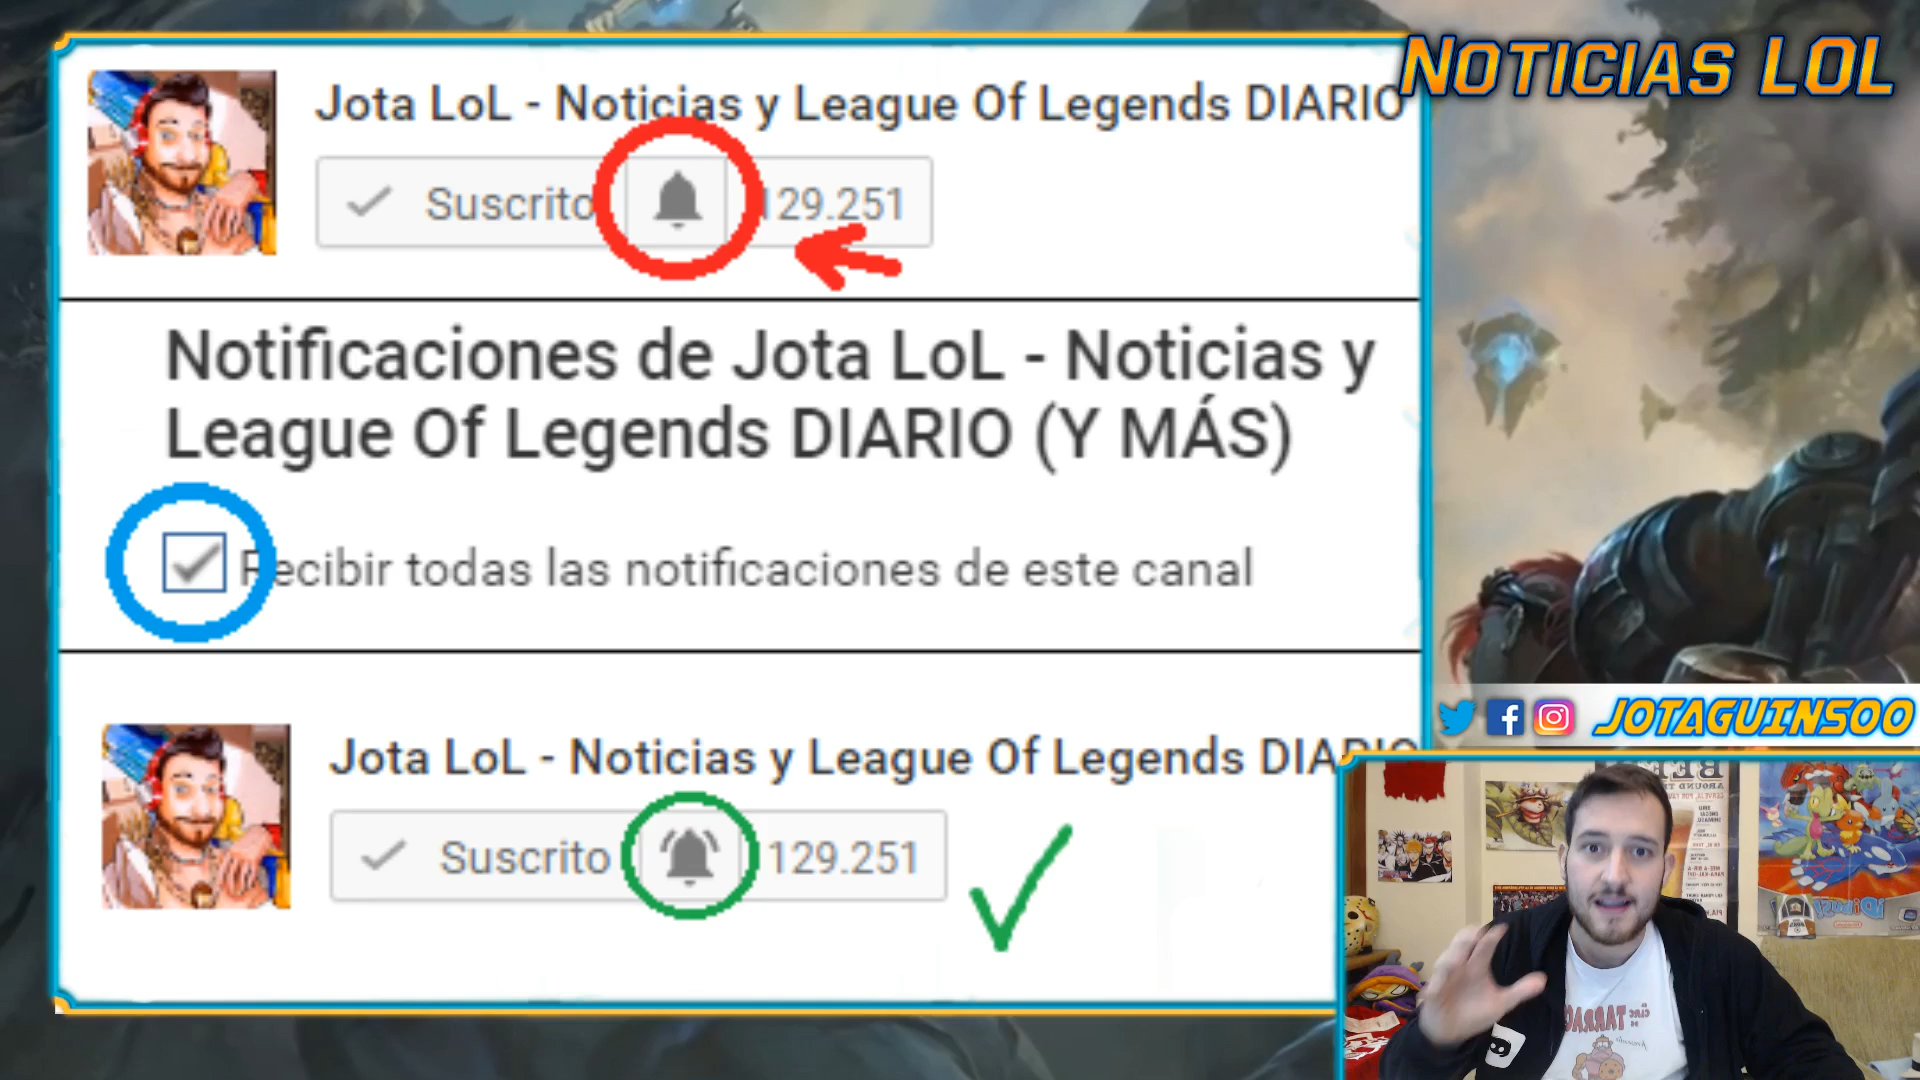 NOTICIAS LOL
Jota LoL - Noticias y League Of Legends DIARIO
Suscrito 129.251
Notificaciones de Jota LoL - Noticias y
League Of Legends DIARIO (Y MÁS)
Recibir todas las notificaciones de este canal
JOTAGUINSOO
Jota LoL - Noticias y League Of Legends DIARIO
Suscrito 129.251